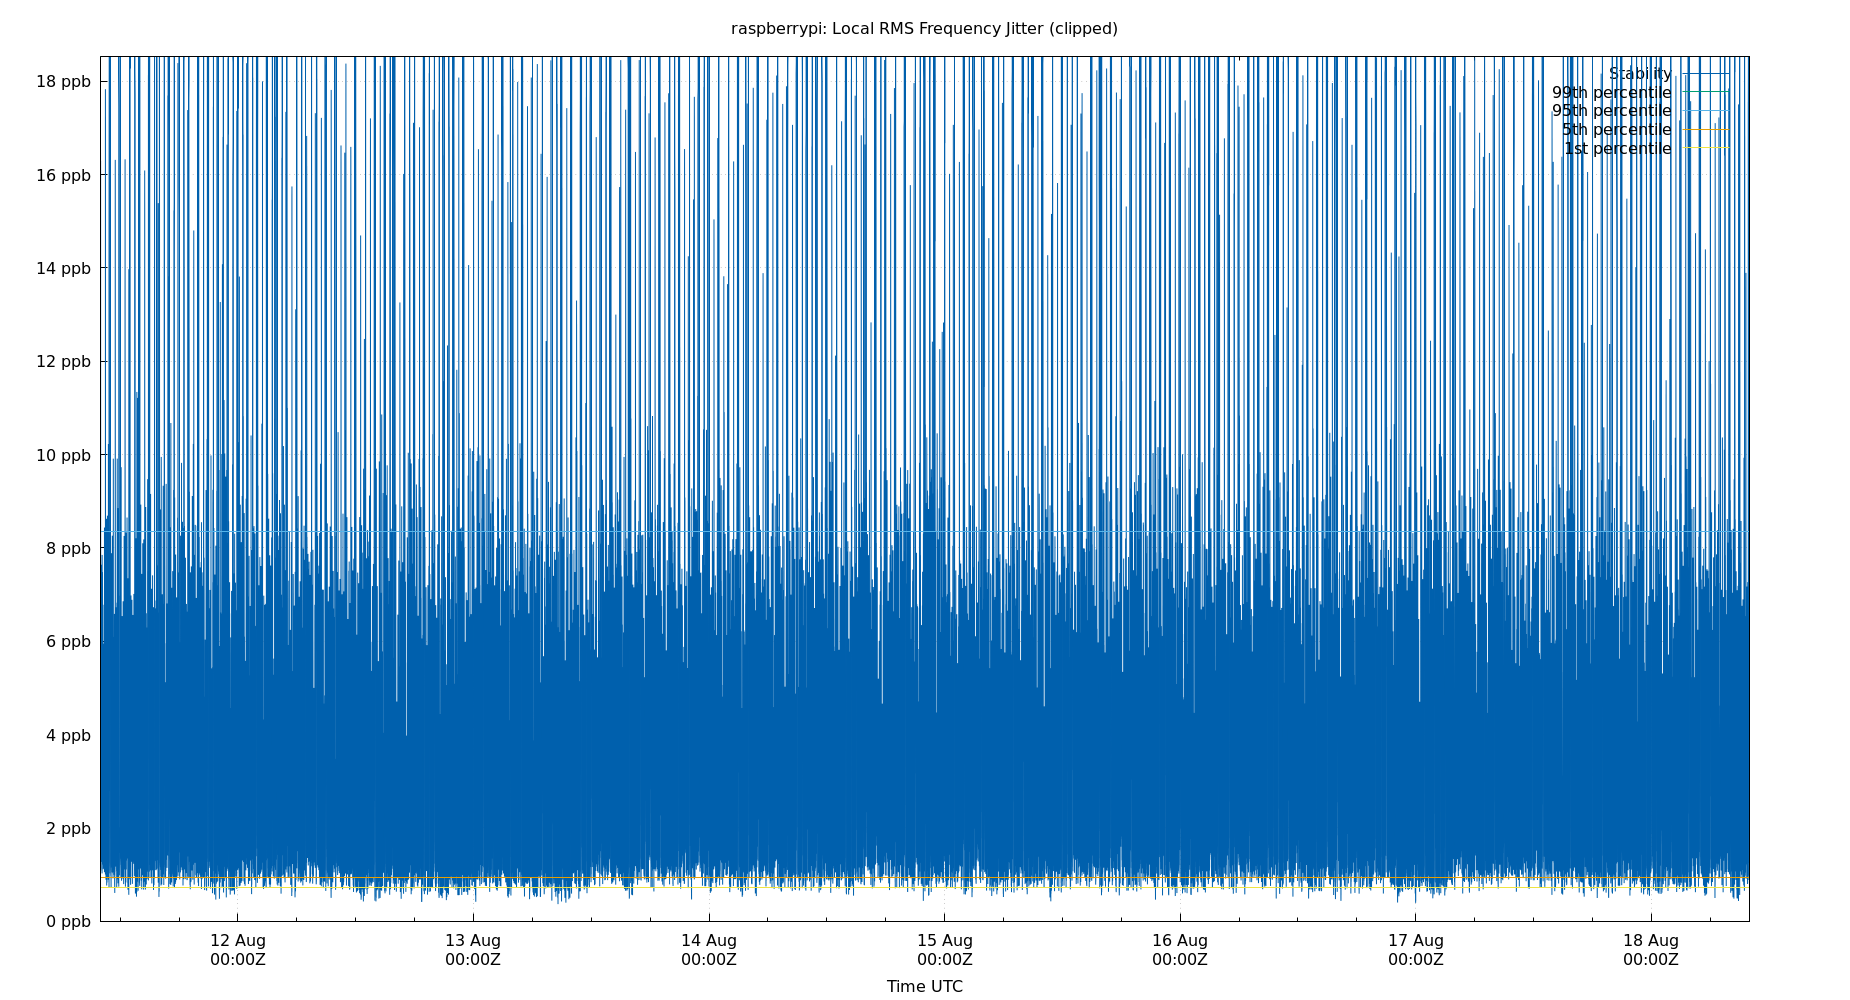 raspberrypi: Local RMS Frequency Jitter (clipped)
18 ppb
16 ppb
14 ppb
12 ppb
10 ppb
8 ppb
6 ppb
4 ppb
2 ppb
0 ppb
Stability
99th percentile
95th percentile
5th percentile
1st percentile
12 Aug
00:00Z
13 Aug
00:00Z
14 Aug
00:00Z
15 Aug
00:00Z
16 Aug
00:00Z
17 Aug
00:00Z
18 Aug
00:00Z
Time UTC